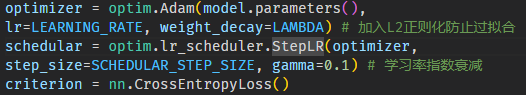 optimizer = optim.Adam(model.parameters(),
lr=LEARNING_RATE, weight_decay=LAMBDA) # 加入L2正则化防止过拟合
schedular = optim.lr_scheduler.StepLR(optimizer,
step_size=SCHEDULAR_STEP_SIZE, gamma=0.1) # 学习率指数衰减
criterion = nn.CrossEntropyLoss()